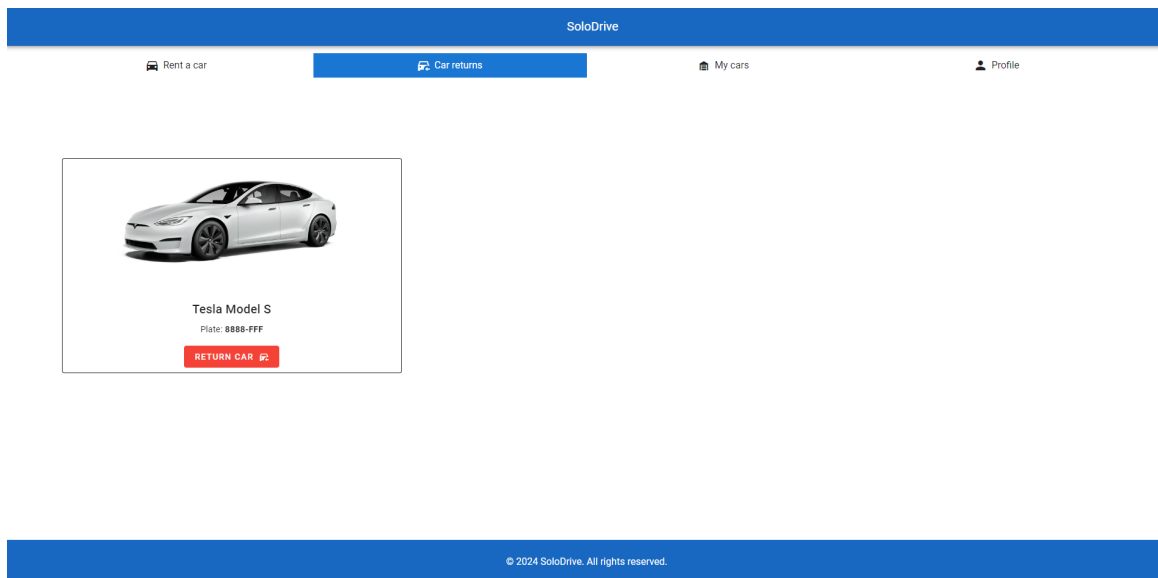 SoloDrive
Rent a car Car returns My cars Profile
Tesla Model S
Plate: 8888-FFF
RETURN CAR
© 2024 SoloDrive. All rights reserved.